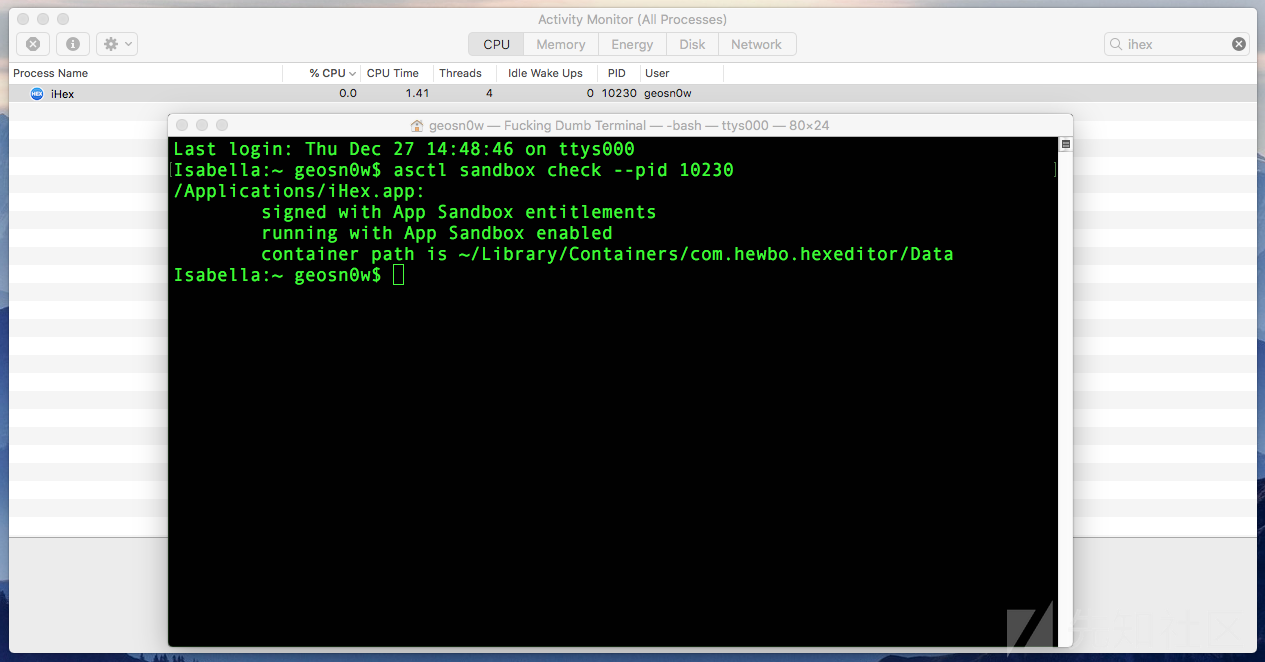 Activity Monitor (All Processes)
CPU Memory Energy Disk Network
ihex
Process Name % CPU CPU Time Threads Idle Wake Ups PID User
HEX iHex 0.0 1.41 4 0 10230 geosn0w
geosn0w — Fucking Dumb Terminal — -bash — ttys000 — 80×24
Last login: Thu Dec 27 14:48:46 on ttys000
[Isabella:~ geosn0w$ asctl sandbox check --pid 10230 ]
/Applications/iHex.app:
signed with App Sandbox entitlements
running with App Sandbox enabled
container path is ~/Library/Containers/com.hewbo.hexeditor/Data
Isabella:~ geosn0w$